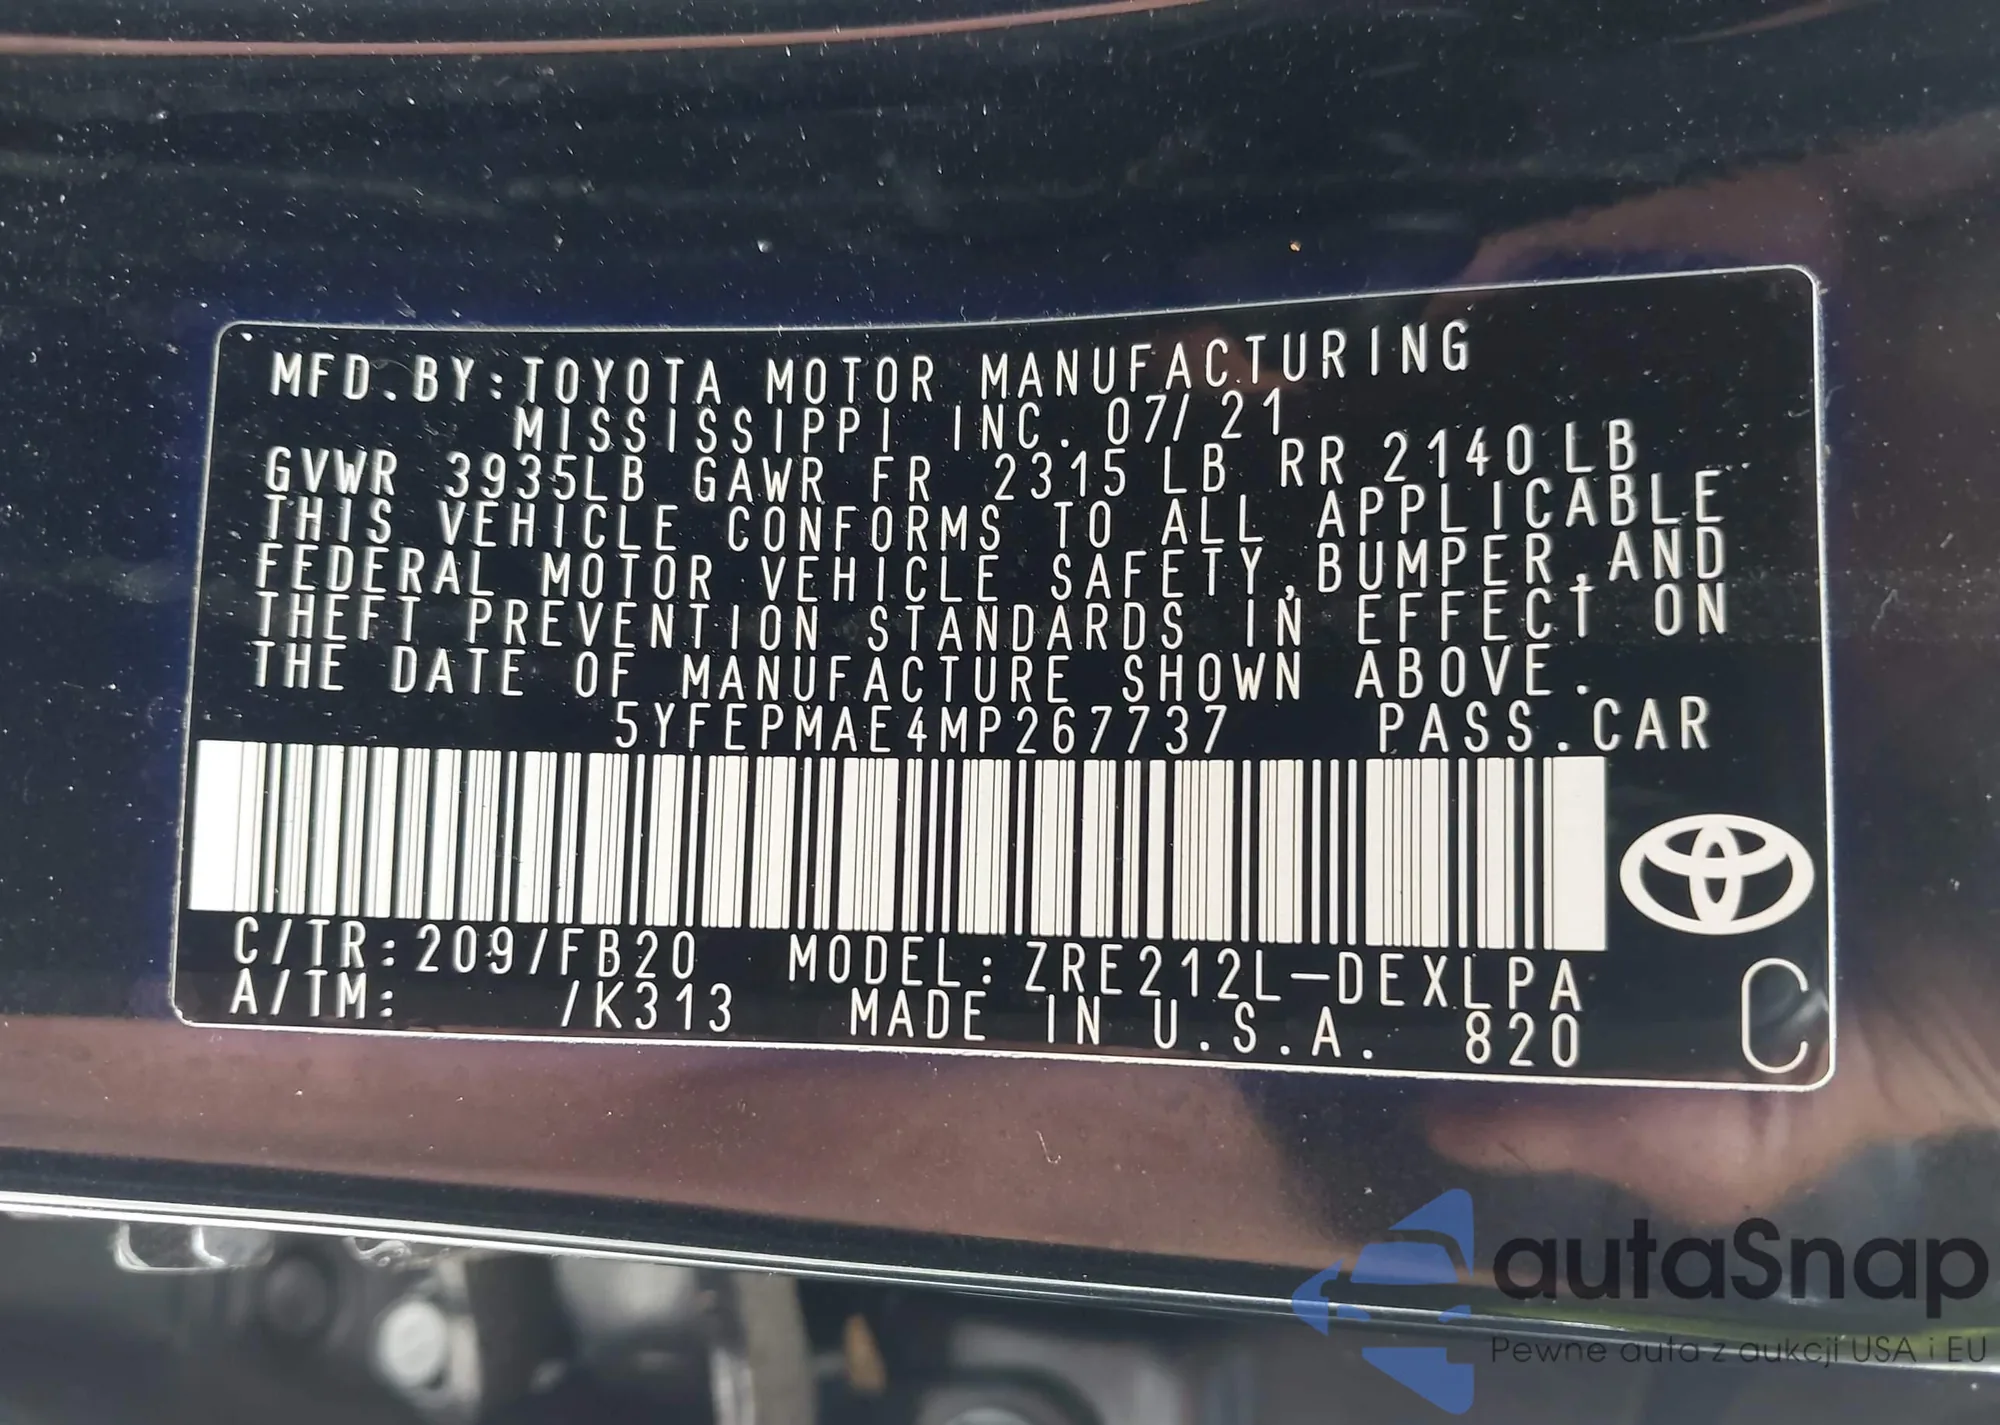 MFD.BY:TOYOTA MOTOR MANUFACTURING
MISSISSIPPI INC. 07/21
GVWR 3935LB GAWR FR 2315LB RR 2140LB
THIS VEHICLE CONFORMS TO ALL APPLICABLE
FEDERAL MOTOR VEHICLE SAFETY,BUMPER,AND
THEFT PREVENTION STANDARDS IN EFFECT ON
THE DATE OF MANUFACTURE SHOWN ABOVE.
5YFEPMAE4MP267737 PASS.CAR
C/TR:209/FB20 MODEL:ZRE212L-DEXLPA
A/TM: /K313 MADE IN U.S.A. 820
C
autaSnap
Pewne auta z aukcji USA i EU